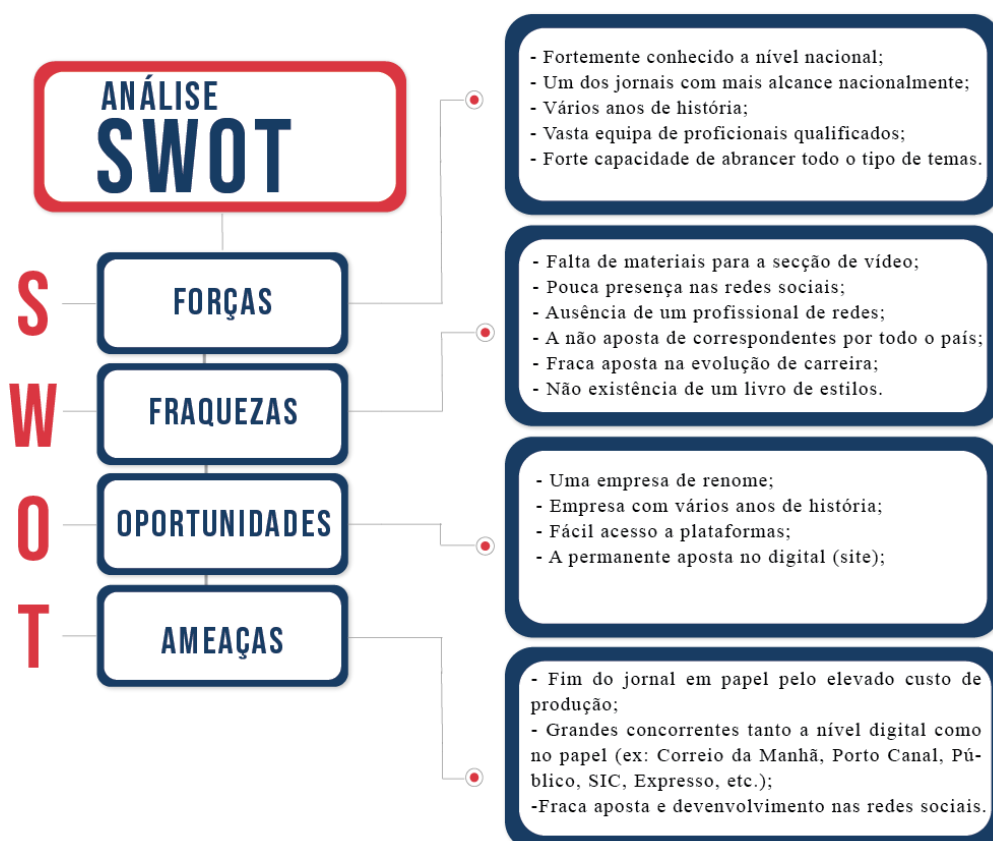 ANÁLISE
SWOT
S
FORÇAS
- Fortemente conhecido a nível nacional;
- Um dos jornais com mais alcance nacionalmente;
- Vários anos de história;
- Vasta equipa de proficionais qualificados;
- Forte capacidade de abrancer todo o tipo de temas.
W
FRAQUEZAS
- Falta de materiais para a secção de vídeo;
- Pouca presença nas redes sociais;
- Ausência de um profissional de redes;
- A não aposta de correspondentes por todo o país;
- Fraca aposta na evolução de carreira;
- Não existência de um livro de estilos.
O
OPORTUNIDADES
- Uma empresa de renome;
- Empresa com vários anos de história;
- Fácil acesso a plataformas;
- A permanente aposta no digital (site);
T
AMEAÇAS
- Fim do jornal em papel pelo elevado custo de
produção;
- Grandes concorrentes tanto a nível digital como
no papel (ex: Correio da Manhã, Porto Canal, Pú-
blico, SIC, Expresso, etc.);
-Fraca aposta e devenvolvimento nas redes sociais.